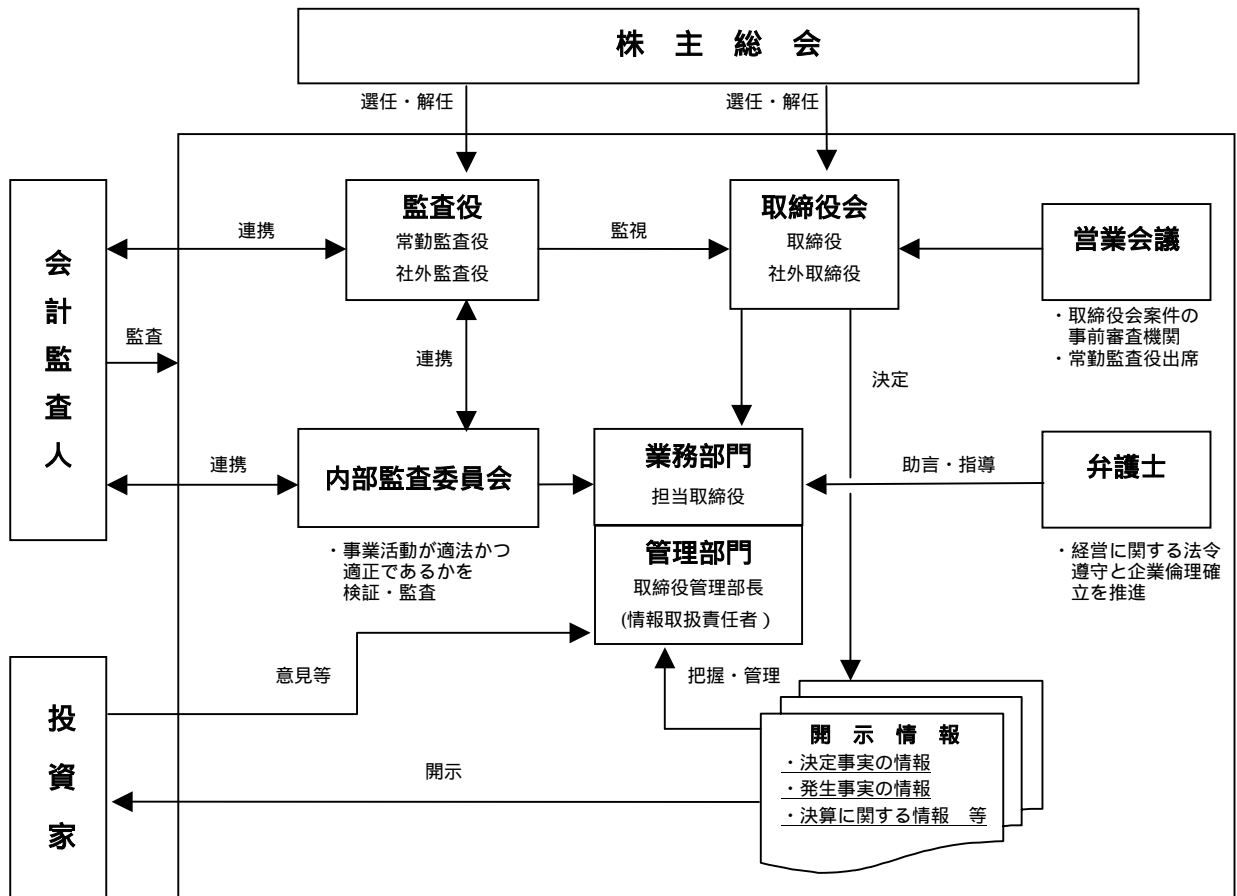 株 主 総 会
選任・解任
選任・解任
会計監査人
連携
監査役
常勤監査役
社外監査役
監視
取締役会
取締役
社外取締役
営業会議
・取締役会案件の
事前審査機関
・常勤監査役出席
監査
連携
決定
連携
内部監査委員会
・事業活動が適法かつ
適正であるかを
検証・監査
業務部門
担当取締役
管理部門
取締役管理部長
(情報取扱責任者)
助言・指導
弁護士
・経営に関する法令
遵守と企業倫理確
立を推進
投資家
意見等
把握・管理
開 示 情 報
・決定事実の情報
・発生事実の情報
・決算に関する情報 等
開示